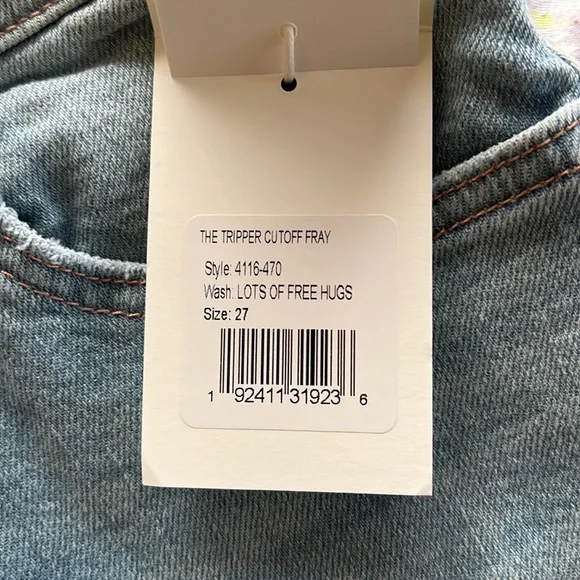 THE TRIPPER CUTOFF FRAY
Style: 4116-470
Wash: LOTS OF FREE HUGS
Size: 27
1 92411 31923 6